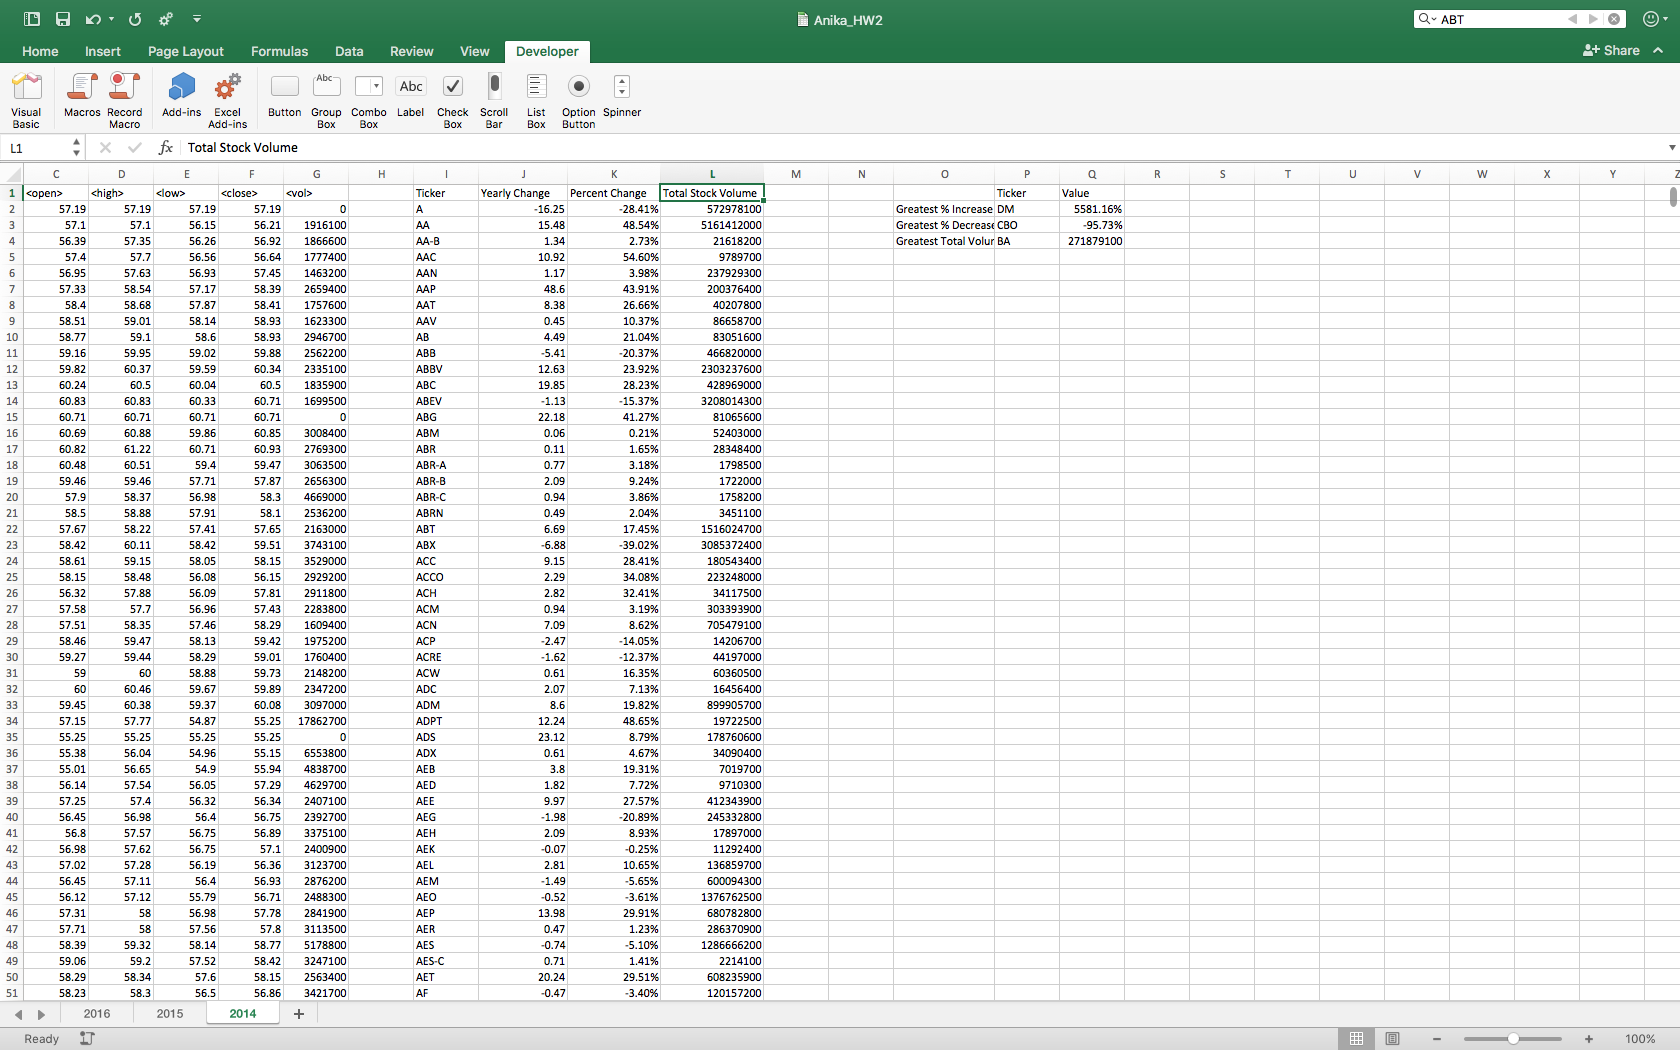 Anika_HW2
ABT
Home Insert Page Layout Formulas Data Review View Developer
Share
Visual Basic Macros Record Macro Add-ins Excel Add-ins Button Group Box Combo Box Label Check Box Scroll Bar List Box Option Button Spinner
Abc Abc
L1 fx Total Stock Volume
C D E F G H I J K L M N O P Q R S T U V W X Y Z
1 <open> <high> <low> <close> <vol> Ticker Yearly Change Percent Change Total Stock Volume Ticker Value
2 57.19 57.19 57.19 57.19 0 A -16.25 -28.41% 572978100 Greatest % Increase DM 5581.16%
3 57.1 57.1 56.15 56.21 1916100 AA 15.48 48.54% 5161412000 Greatest % Decrease CBO -95.73%
4 56.39 57.35 56.26 56.92 1866600 AA-B 1.34 2.73% 21618200 Greatest Total Volur BA 271879100
5 57.4 57.7 56.56 56.64 1777400 AAC 10.92 54.60% 9789700
6 56.95 57.63 56.93 57.45 1463200 AAN 1.17 3.98% 237929300
7 57.33 58.54 57.17 58.39 2659400 AAP 48.6 43.91% 200376400
8 58.4 58.68 57.87 58.41 1757600 AAT 8.38 26.66% 40207800
9 58.51 59.01 58.14 58.93 1623300 AAV 0.45 10.37% 86658700
10 58.77 59.1 58.6 58.93 2946700 AB 4.49 21.04% 83051600
11 59.16 59.95 59.02 59.88 2562200 ABB -5.41 -20.37% 466820000
12 59.82 60.37 59.59 60.34 2335100 ABBV 12.63 23.92% 2303237600
13 60.24 60.5 60.04 60.5 1835900 ABC 19.85 28.23% 428969000
14 60.83 60.83 60.33 60.71 1699500 ABEV -1.13 -15.37% 3208014300
15 60.71 60.71 60.71 60.71 0 ABG 22.18 41.27% 81065600
16 60.69 60.88 59.86 60.85 3008400 ABM 0.06 0.21% 52403000
17 60.82 61.22 60.71 60.93 2769300 ABR 0.11 1.65% 28348400
18 60.48 60.51 59.4 59.47 3063500 ABR-A 0.77 3.18% 1798500
19 59.46 59.46 57.71 57.87 2656300 ABR-B 2.09 9.24% 1722000
20 57.9 58.37 56.98 58.3 4669000 ABR-C 0.94 3.86% 1758200
21 58.5 58.88 57.91 58.1 2536200 ABRN 0.49 2.04% 3451100
22 57.67 58.22 57.41 57.65 2163000 ABT 6.69 17.45% 1516024700
23 58.42 60.11 58.42 59.51 3743100 ABX -6.88 -39.02% 3085372400
24 58.61 59.15 58.05 58.15 3529000 ACC 9.15 28.41% 180543400
25 58.15 58.48 56.08 56.15 2929200 ACCO 2.29 34.08% 223248000
26 56.32 57.88 56.09 57.81 2911800 ACH 2.82 32.41% 34117500
27 57.58 57.7 56.96 57.43 2283800 ACM 0.94 3.19% 303393900
28 57.51 58.35 57.46 58.29 1609400 ACN 7.09 8.62% 705479100
29 58.46 59.47 58.13 59.42 1975200 ACP -2.47 -14.05% 14206700
30 59.27 59.44 58.29 59.01 1760400 ACRE -1.62 -12.37% 44197000
31 59 60 58.88 59.73 2148200 ACW 0.61 16.35% 60360500
32 60 60.46 59.67 59.89 2347200 ADC 2.07 7.13% 16456400
33 59.45 60.38 59.37 60.08 3097000 ADM 8.6 19.82% 899905700
34 57.15 57.77 54.87 55.25 17862700 ADPT 12.24 48.65% 19722500
35 55.25 55.25 55.25 55.25 0 ADS 23.12 8.79% 178760600
36 55.38 56.04 54.96 55.15 6553800 ADX 0.61 4.67% 34090400
37 55.01 56.65 54.9 55.94 4838700 AEB 3.8 19.31% 7019700
38 56.14 57.54 56.05 57.29 4629700 AED 1.82 7.72% 9710300
39 57.25 57.4 56.32 56.34 2407100 AEE 9.97 27.57% 412343900
40 56.45 56.98 56.4 56.75 2392700 AEG -1.98 -20.89% 245332800
41 56.8 57.57 56.75 56.89 3375100 AEH 2.09 8.93% 17897000
42 56.98 57.62 56.75 57.1 2400900 AEK -0.07 -0.25% 11292400
43 57.02 57.28 56.19 56.36 3123700 AEL 2.81 10.65% 136859700
44 56.45 57.11 56.4 56.93 2876200 AEM -1.49 -5.65% 600094300
45 56.12 57.12 55.79 56.71 2488300 AEO -0.52 -3.61% 1376762500
46 57.31 58 56.98 57.78 2841900 AEP 13.98 29.91% 680782800
47 57.71 58 57.56 57.8 3113500 AER 0.47 1.23% 286370900
48 58.39 59.32 58.14 58.77 5178800 AES -0.74 -5.10% 1286666200
49 59.06 59.2 57.52 58.42 3247100 AES-C 0.71 1.41% 2214100
50 58.29 58.34 57.6 58.15 2563400 AET 20.24 29.51% 608235900
51 58.23 58.3 56.5 56.86 3421700 AF -0.47 -3.40% 120157200
2016 2015 2014 +
Ready 100%